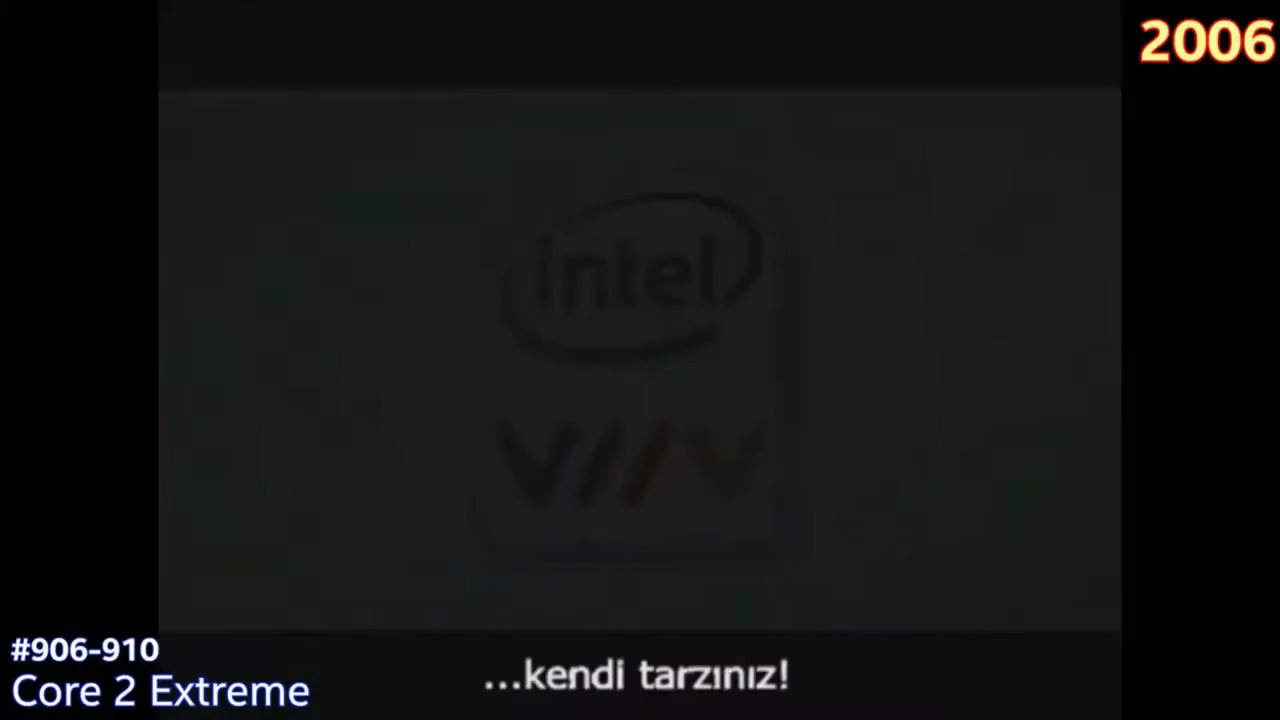 2006
intel
VIIV
...kendi tarzınız!
#906-910
Core 2 Extreme